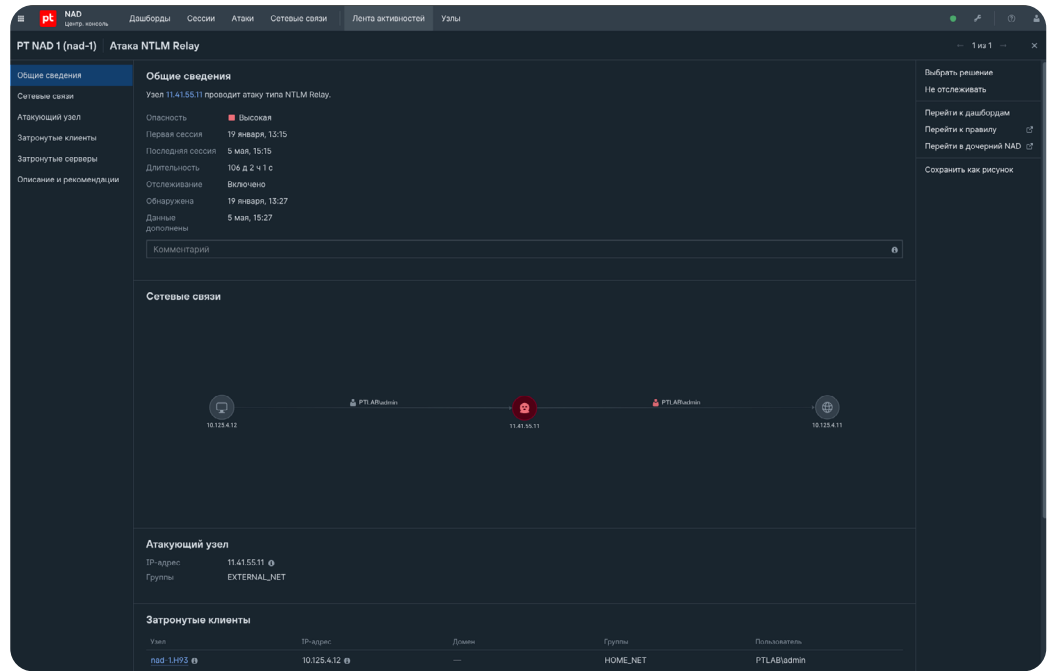 pt NAD Центр. консоль Дашборды Сессии Атаки Сетевые связи Лента активностей Узлы
PT NAD 1 (nad-1) Атака NTLM Relay 1 из 1
Общие сведения
Сетевые связи
Атакующий узел
Затронутые клиенты
Затронутые серверы
Описание и рекомендации
Общие сведения
Узел 11.41.55.11 проводит атаку типа NTLM Relay.
Опасность Высокая
Первая сессия 19 января, 13:15
Последняя сессия 5 мая, 15:15
Длительность 106 д 2 ч 1 с
Отслеживание Включено
Обнаружена 19 января, 13:27
Данные дополнены 5 мая, 15:27
Комментарий
Сетевые связи
PTLAB\admin PTLAB\admin
10.125.4.12 11.41.55.11 10.125.4.11
Атакующий узел
IP-адрес 11.41.55.11
Группы EXTERNAL_NET
Затронутые клиенты
Узел IP-адрес Домен Группы Пользователь
nad-1.H93 10.125.4.12 — HOME_NET PTLAB\admin
Выбрать решение
Не отслеживать
Перейти к дашбордам
Перейти к правилу
Перейти в дочерний NAD
Сохранить как рисунок